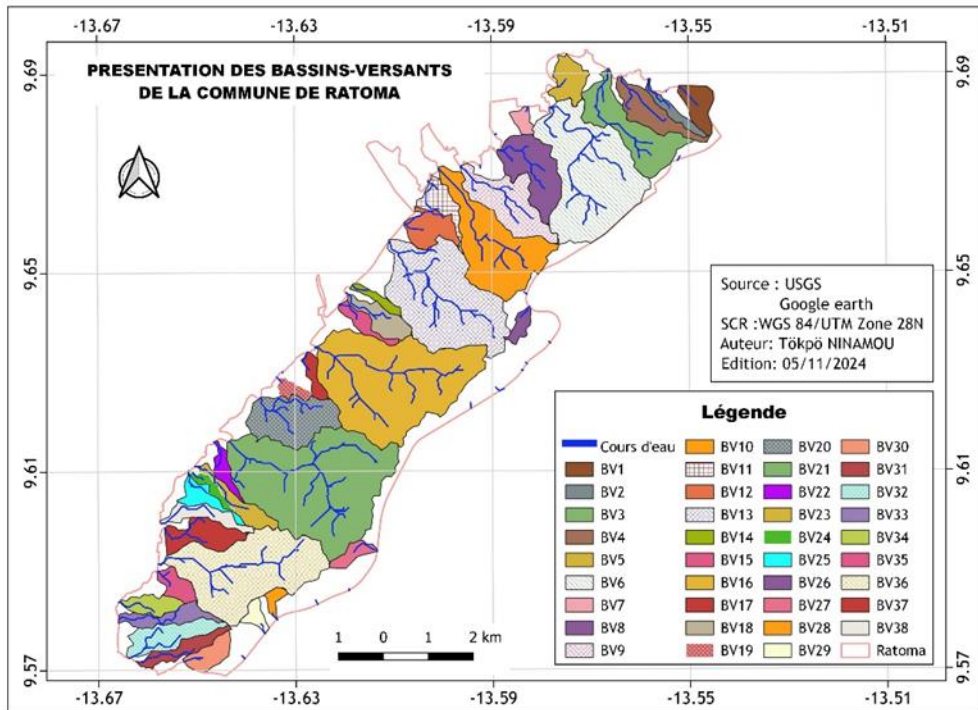 -13.67 -13.63 -13.59 -13.55 -13.51
PRESENTATION DES BASSINS-VERSANTS
DE LA COMMUNE DE RATOMA
9.69 9.69
9.65 9.65
Source : USGS
Google earth
SCR :WGS 84/UTM Zone 28N
Auteur: Tökpö NINAMOU
Edition: 05/11/2024
9.61 9.61
Légende
Cours d'eau BV10 BV20 BV30
BV1 BV11 BV21 BV31
BV2 BV12 BV22 BV32
BV3 BV13 BV23 BV33
BV4 BV14 BV24 BV34
BV5 BV15 BV25 BV35
BV6 BV16 BV26 BV36
BV7 BV17 BV27 BV37
BV8 BV18 BV28 BV38
BV9 BV19 BV29 Ratoma
1 0 1 2 km
9.57 9.57
-13.67 -13.63 -13.59 -13.55 -13.51